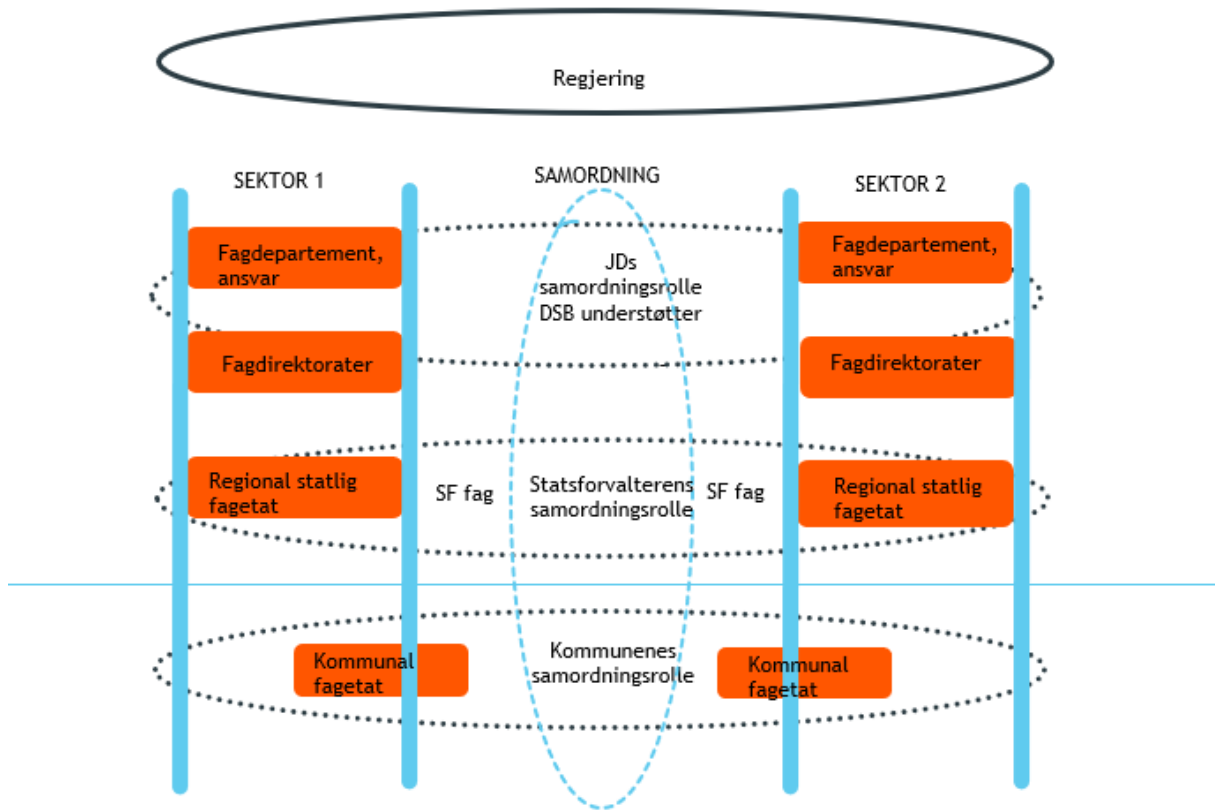 Regjering
SEKTOR 1
SAMORDNING
SEKTOR 2
Fagdepartement,
ansvar
JDs
samordningsrolle
DSB understøtter
Fagdepartement,
ansvar
Fagdirektorater
Fagdirektorater
Regional statlig
fagetat
SF fag
Statsforvalterens
samordningsrolle
SF fag
Regional statlig
fagetat
Kommunal
fagetat
Kommunenes
samordningsrolle
Kommunal
fagetat